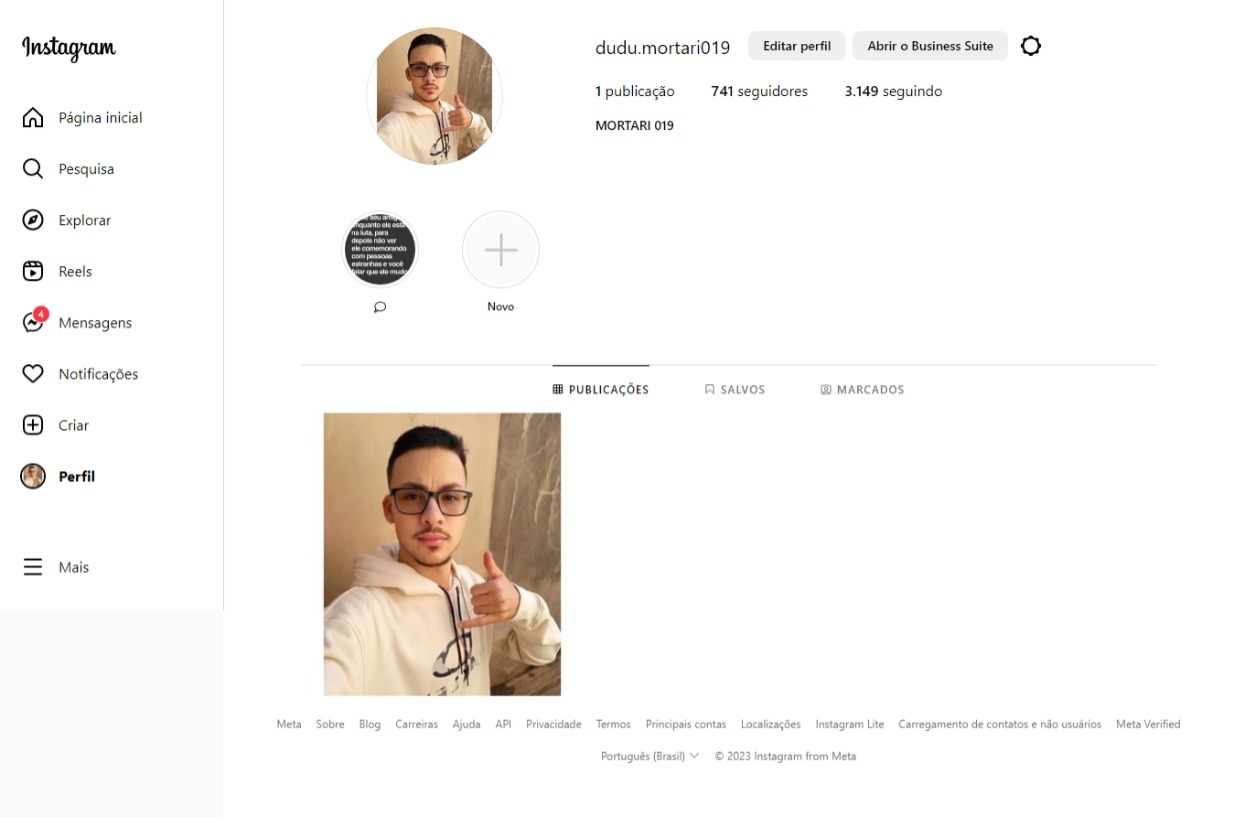 Instagram
Página inicial
Pesquisa
Explorar
Reels
4
Mensagens
Notificações
Criar
Perfil
Mais
dudu.mortari019
Editar perfil
Abrir o Business Suite
1 publicação
741 seguidores
3.149 seguindo
MORTARI 019
seu amig
enquanto ele está
na luta, para
depois não ver
ele comemorando
com pessoas
estranhas e você
falar que ele mudo
Novo
PUBLICAÇÕES
SALVOS
MARCADOS
Meta Sobre Blog Carreiras Ajuda API Privacidade Termos Principais contas Localizações Instagram Lite Carregamento de contatos e não usuários Meta Verified
Português (Brasil) © 2023 Instagram from Meta